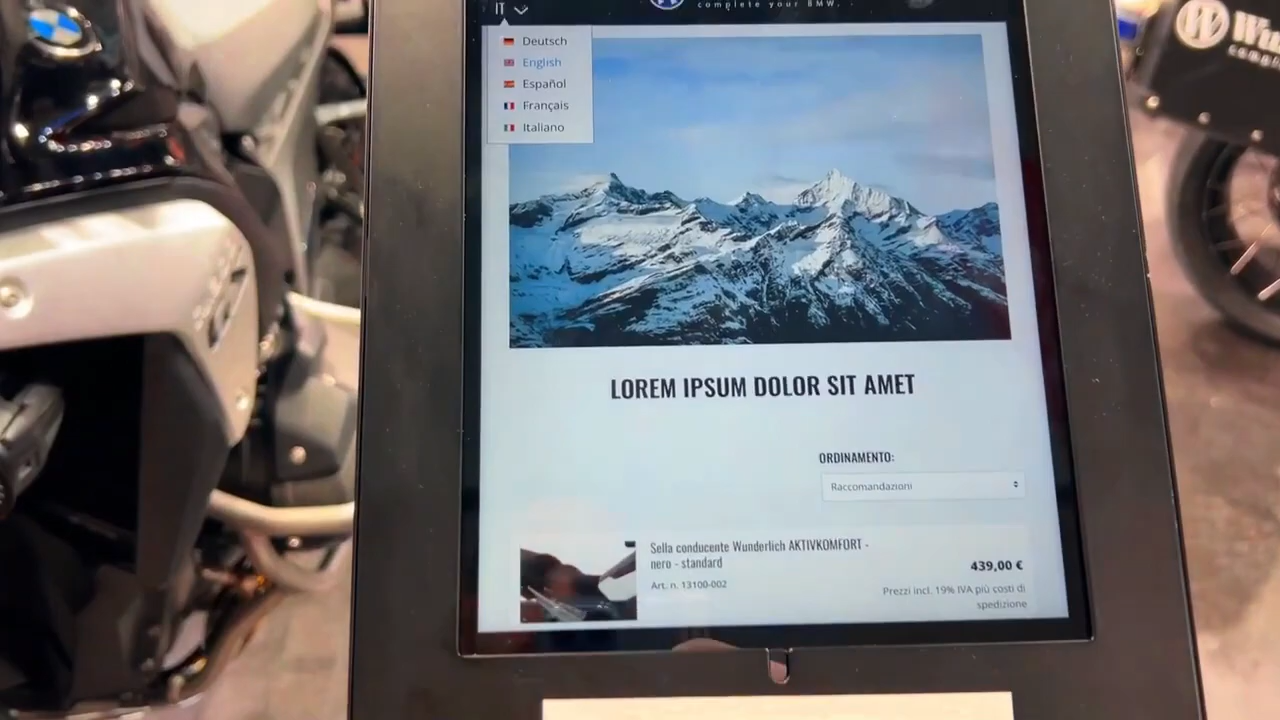 IT
complete your BMW.
Deutsch
English
Español
Français
Italiano
LOREM IPSUM DOLOR SIT AMET
ORDINAMENTO:
Raccomandazioni
Sella conducente Wunderlich AKTIVKOMFORT -
nero - standard
Art. n. 13100-002
439,00 €
Prezzi incl. 19% IVA più costi di
spedizione
BMW